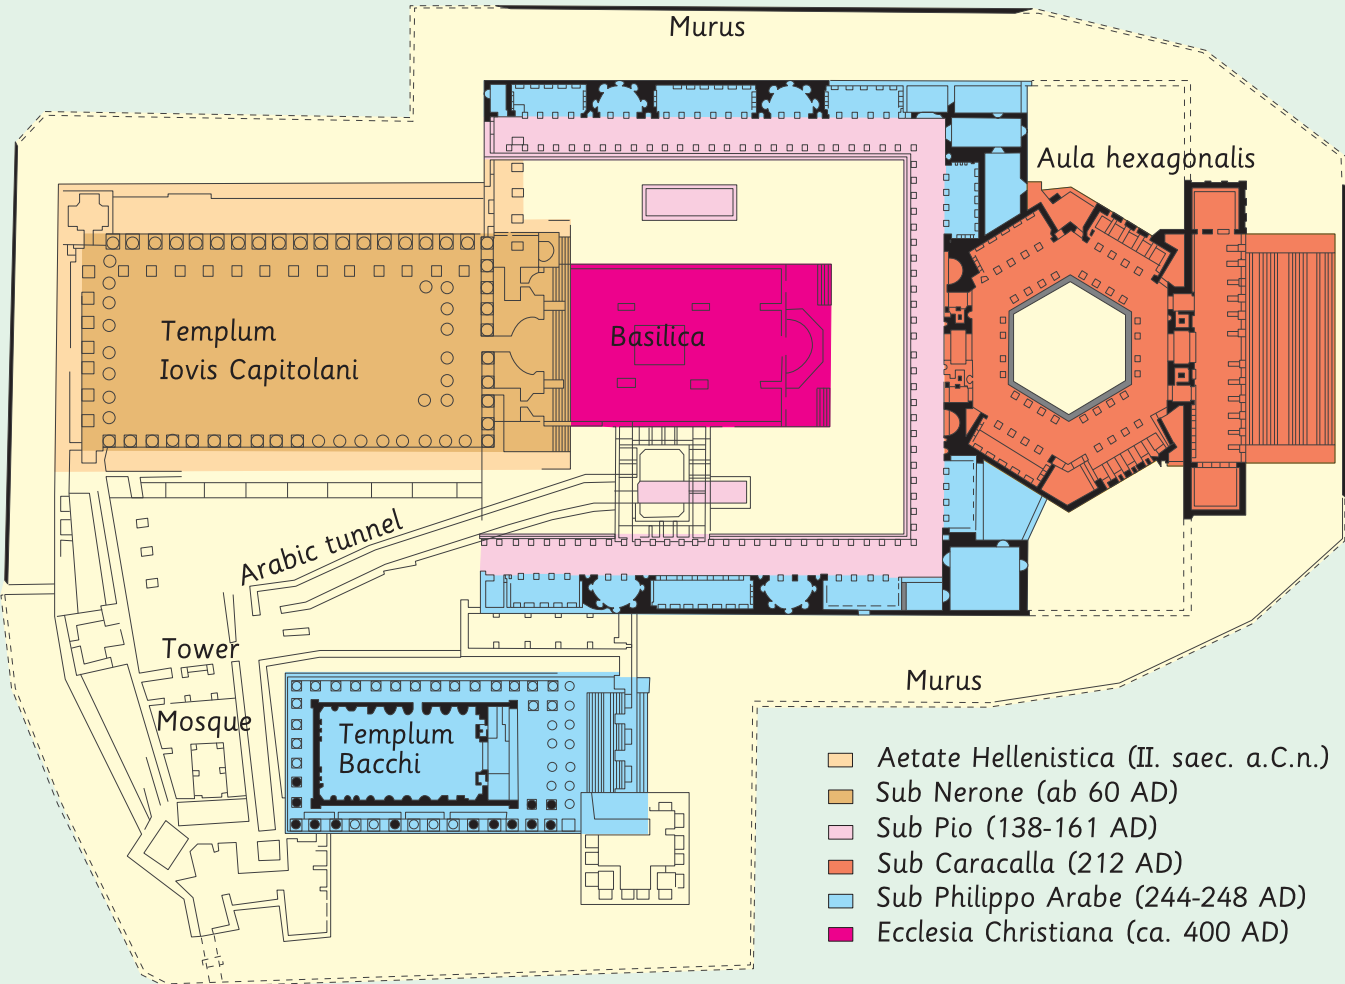 Murus
Aula hexagonalis
Templum
Iovis Capitolani
Basilica
Arabic tunnel
Tower
Mosque
Templum
Bacchi
Murus
Aetate Hellenistica (II. saec. a.C.n.)
Sub Nerone (ab 60 AD)
Sub Pio (138-161 AD)
Sub Caracalla (212 AD)
Sub Philippo Arabe (244-248 AD)
Ecclesia Christiana (ca. 400 AD)